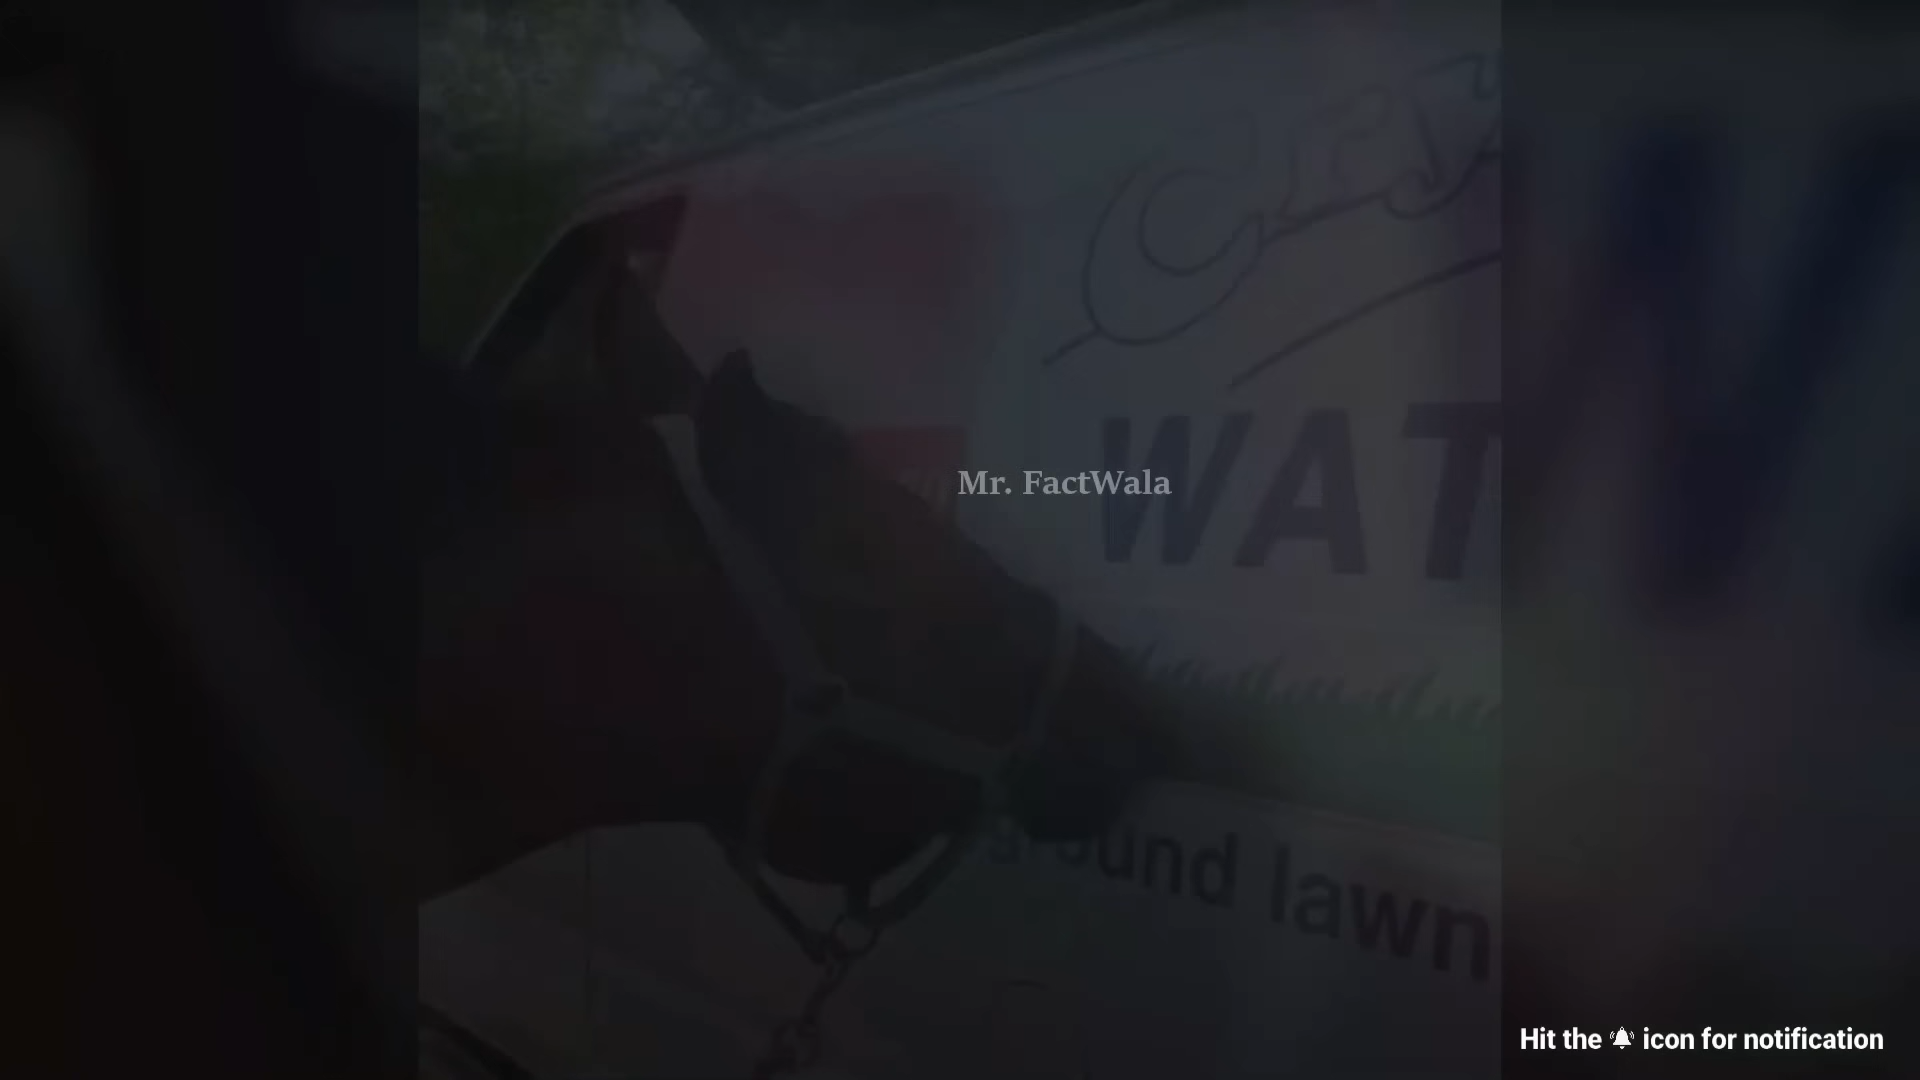 WAT
Mr. FactWala
ound lawn
Hit the icon for notification